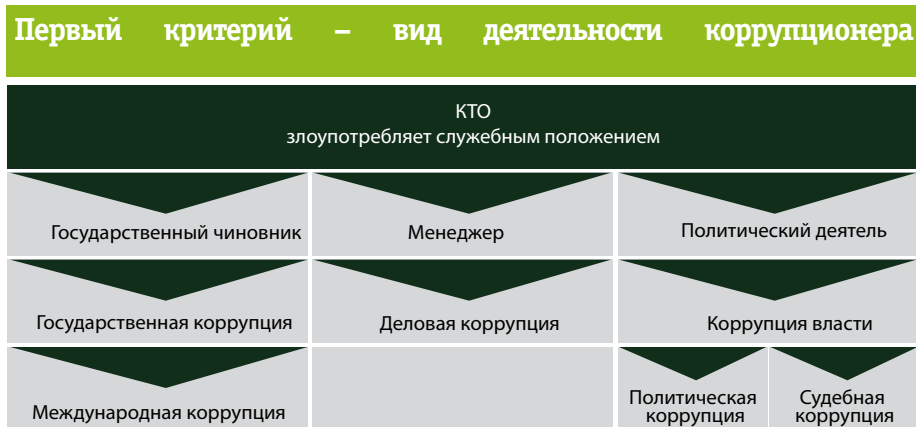 Первый критерий – вид деятельности коррупционера
КТО
злоупотребляет служебным положением
Государственный чиновник
Менеджер
Политический деятель
Государственная коррупция
Деловая коррупция
Коррупция власти
Международная коррупция
Политическая
коррупция
Судебная
коррупция